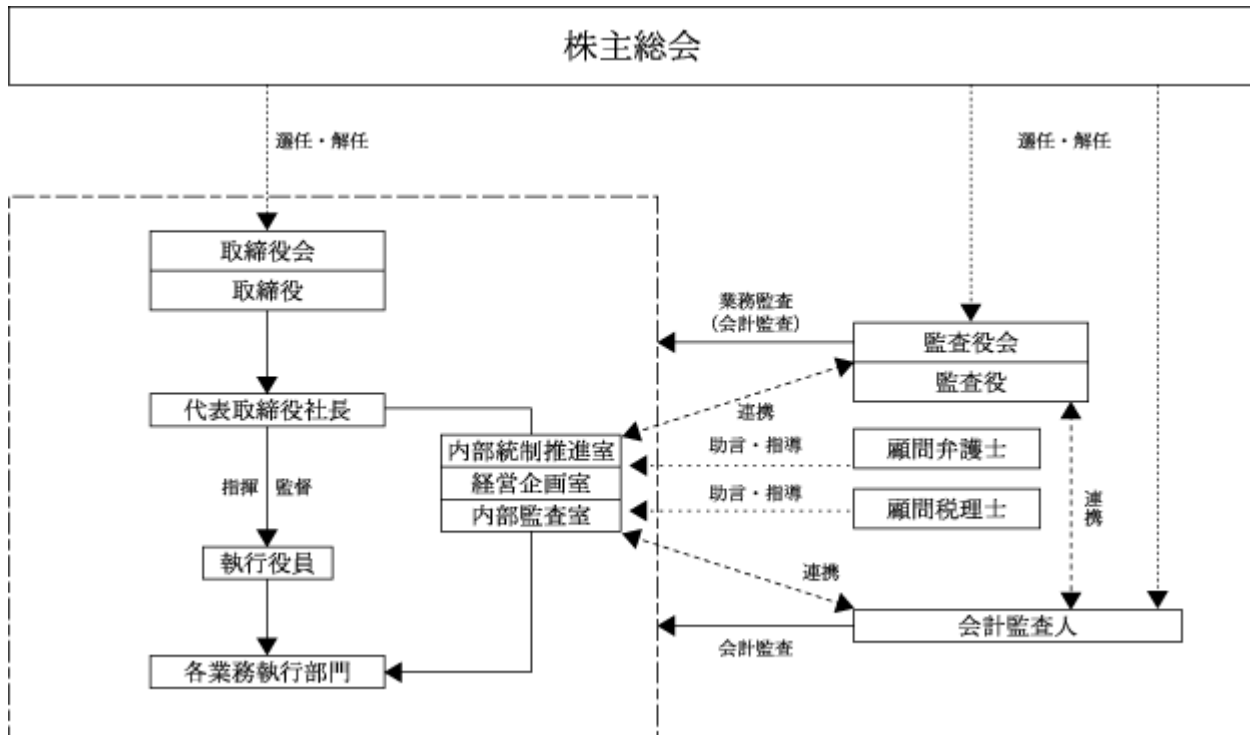 株主総会
選任・解任
選任・解任
取締役会
取締役
業務監査
(会計監査)
監査役会
監査役
代表取締役社長
連携
内部統制推進室
経営企画室
内部監査室
助言・指導
顧問弁護士
助言・指導
顧問税理士
指揮
監督
連携
執行役員
連携
会計監査人
会計監査
各業務執行部門